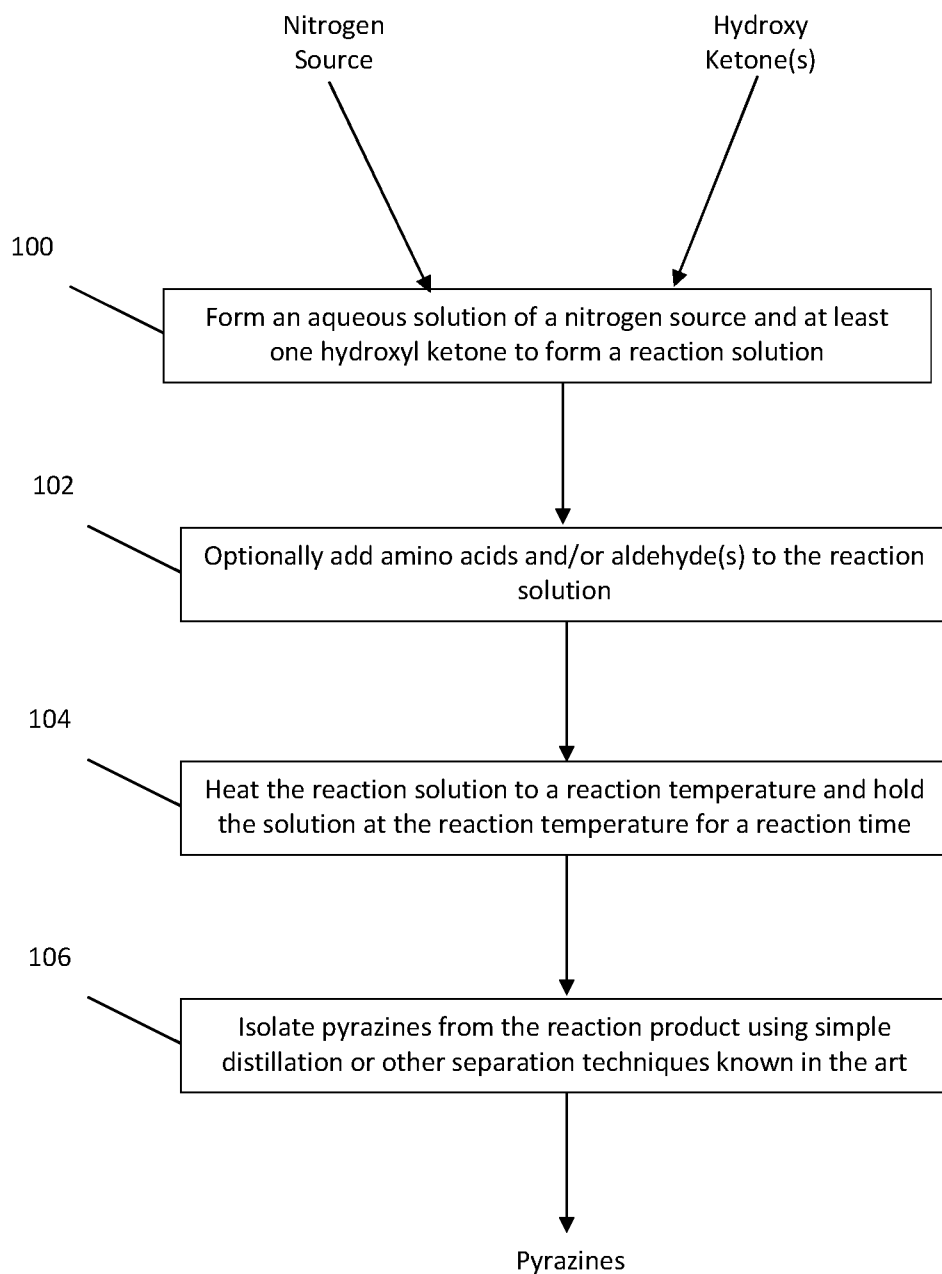 Nitrogen
Source
Hydroxy
Ketone(s)
100
Form an aqueous solution of a nitrogen source and at least
one hydroxyl ketone to form a reaction solution
102
Optionally add amino acids and/or aldehyde(s) to the reaction
solution
104
Heat the reaction solution to a reaction temperature and hold
the solution at the reaction temperature for a reaction time
106
Isolate pyrazines from the reaction product using simple
distillation or other separation techniques known in the art
Pyrazines